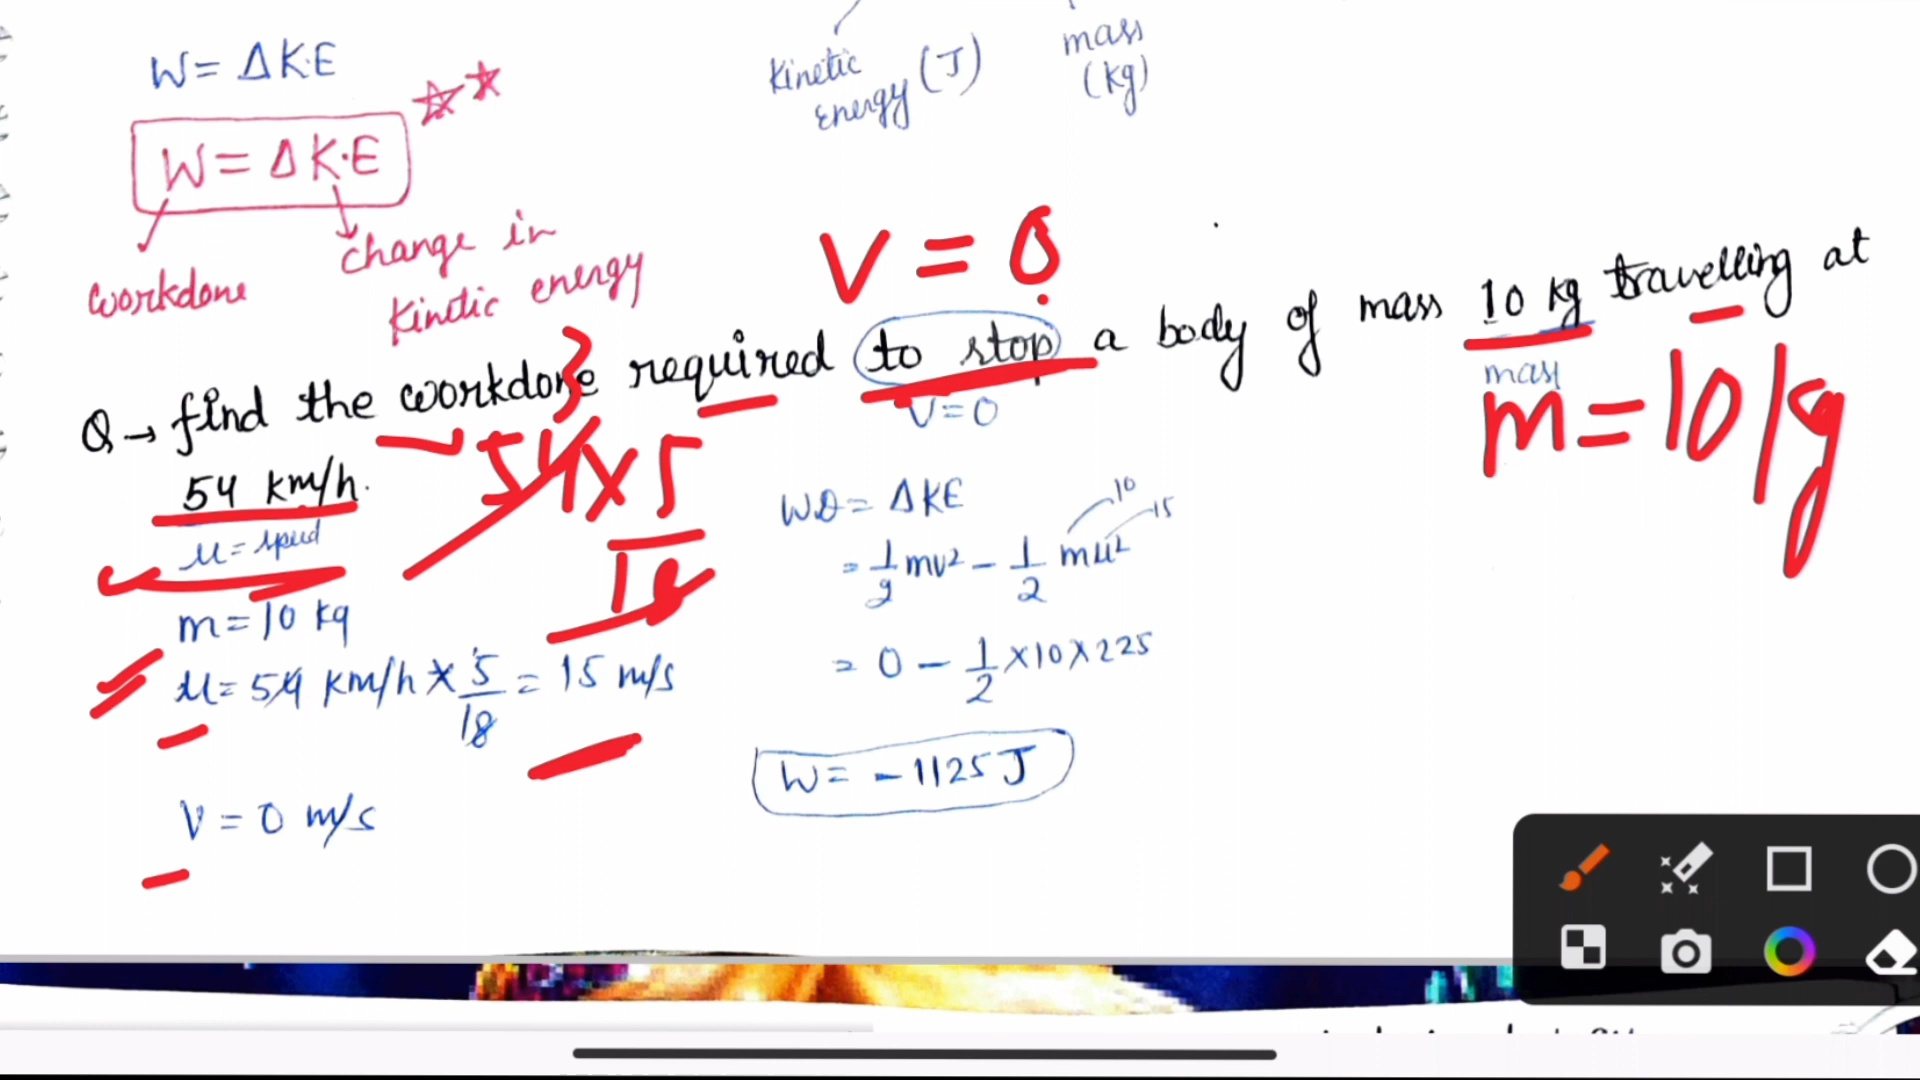 W = ΔK.E
W = ΔK.E
workdone
change in
kinetic energy
Kinetic
energy (J)
mass
(kg)
V = 0
Q → find the workdone required to stop a body of mass 10 kg travelling at
V=0
mass
m = 10 kg
54 km/h.
u = speed
54 × 5
18
m = 10 kg
u = 54 km/h × 5/18 = 15 m/s
V = 0 m/s
WD = ΔKE
10
15
= 1/2 mv² - 1/2 mu²
= 0 - 1/2 × 10 × 225
W = - 1125 J